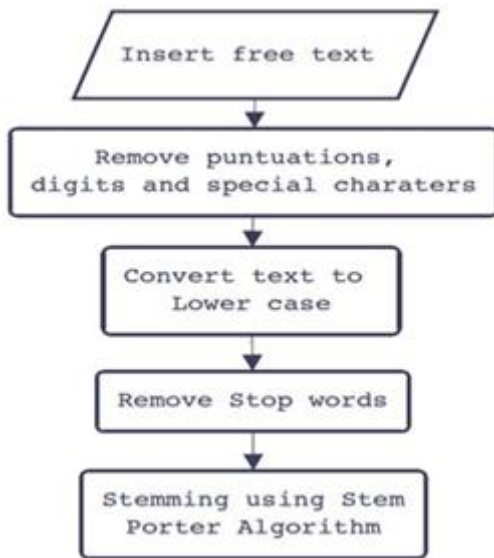 Insert free text
Remove puntuations,
digits and special charaters
Convert text to
Lower case
Remove Stop words
Stemming using Stem
Porter Algorithm